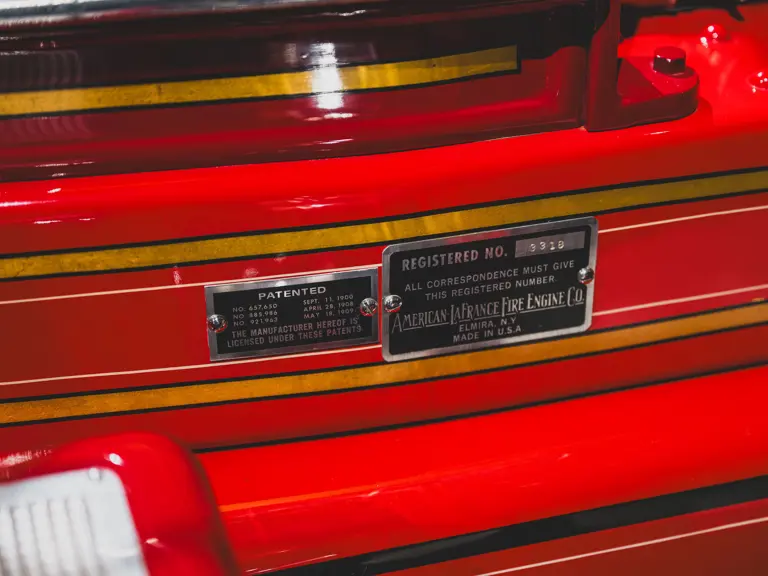 PATENTED
NO. 657,650 SEPT. 11, 1900
NO. 885,986 APRIL 28, 1908
NO. 921,963 MAY 18, 1909
THE MANUFACTURER HEREOF IS
LICENSED UNDER THESE PATENTS
REGISTERED NO. 3318
ALL CORRESPONDENCE MUST GIVE
THIS REGISTERED NUMBER.
AMERICAN-LAFRANCE FIRE ENGINE CO.
ELMIRA, N.Y.
MADE IN U.S.A